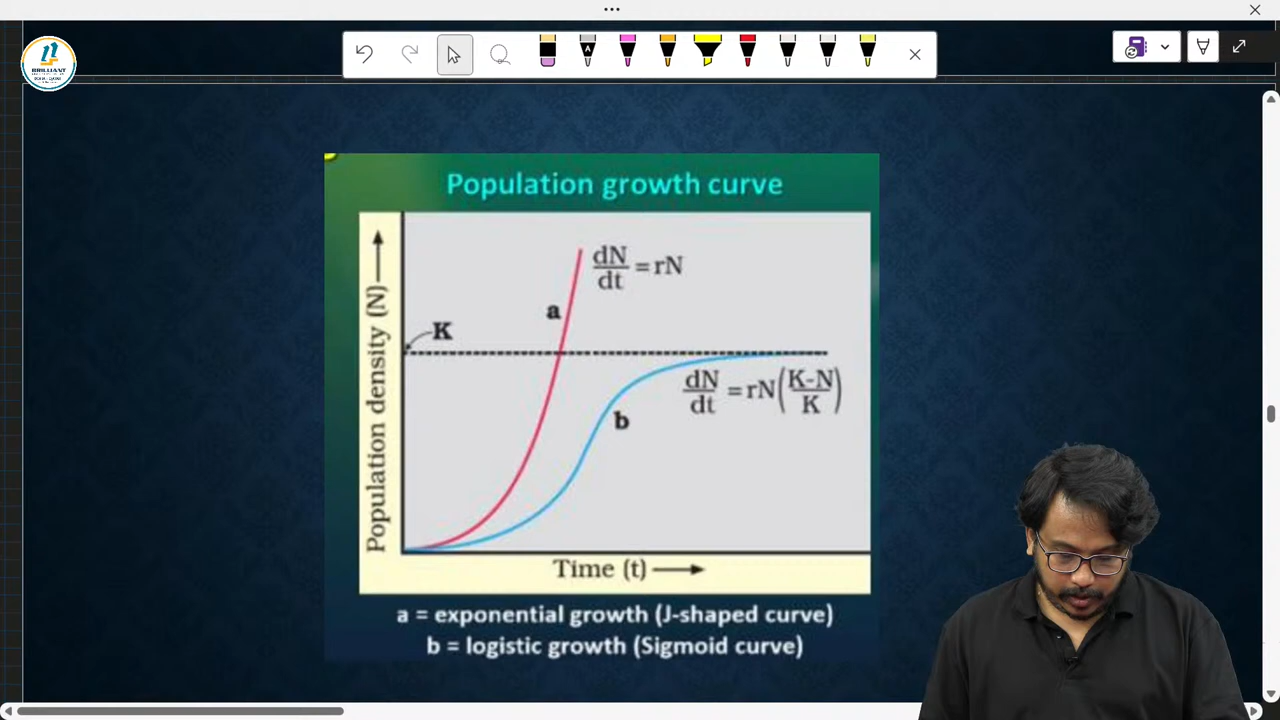 ...
BRILLIANT
A
Population growth curve
Population density (N)
K
a
dN/dt = rN
b
dN/dt = rN(K-N/K)
Time (t)
a = exponential growth (J-shaped curve)
b = logistic growth (Sigmoid curve)